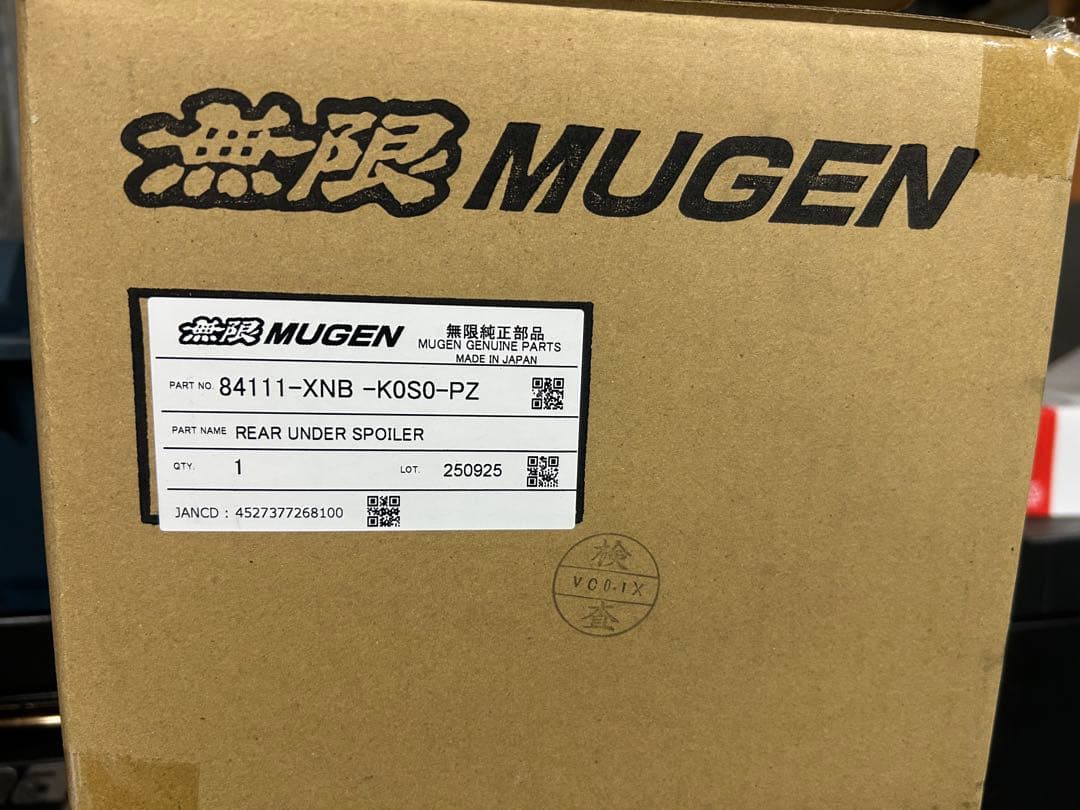 無限 MUGEN
無限 MUGEN 無限純正部品
MUGEN GENUINE PARTS
MADE IN JAPAN
PART NO. 84111-XNB -K0S0-PZ
PART NAME REAR UNDER SPOILER
QTY. 1 LOT. 250925
JANCD : 4527377268100
検
VC0.1X
査